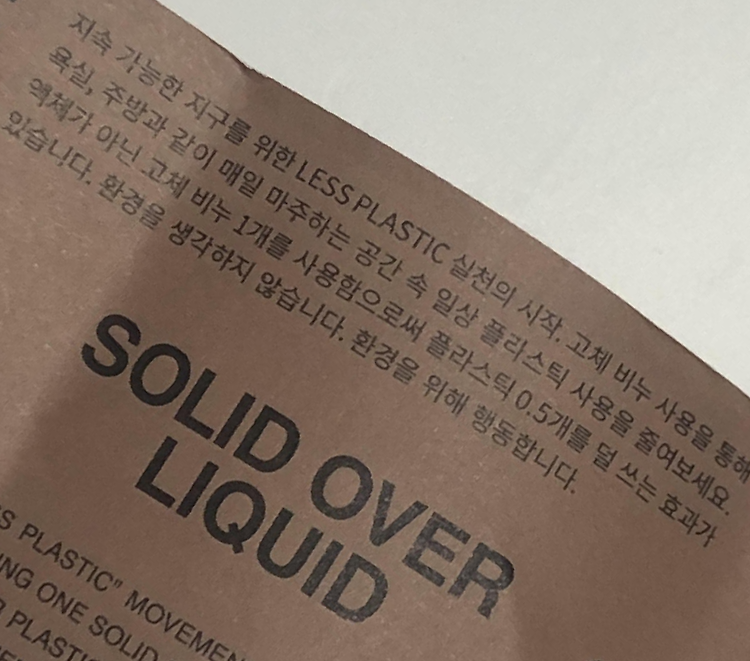 지속 가능한 지구를 위한 LESS PLASTIC 실천의 시작. 고체 비누 사용을 통해
욕실, 주방과 같이 매일 마주하는 공간 속 일상 플라스틱 사용을 줄여보세요.
액체가 아닌 고체 비누 1개를 사용함으로써 플라스틱 0.5개를 덜 쓰는 효과가
있습니다. 환경을 생각하지 않습니다. 환경을 위해 행동합니다.
SOLID OVER
LIQUID
PLASTIC" MOVEMEN
ONE SOLID
PLASTIC